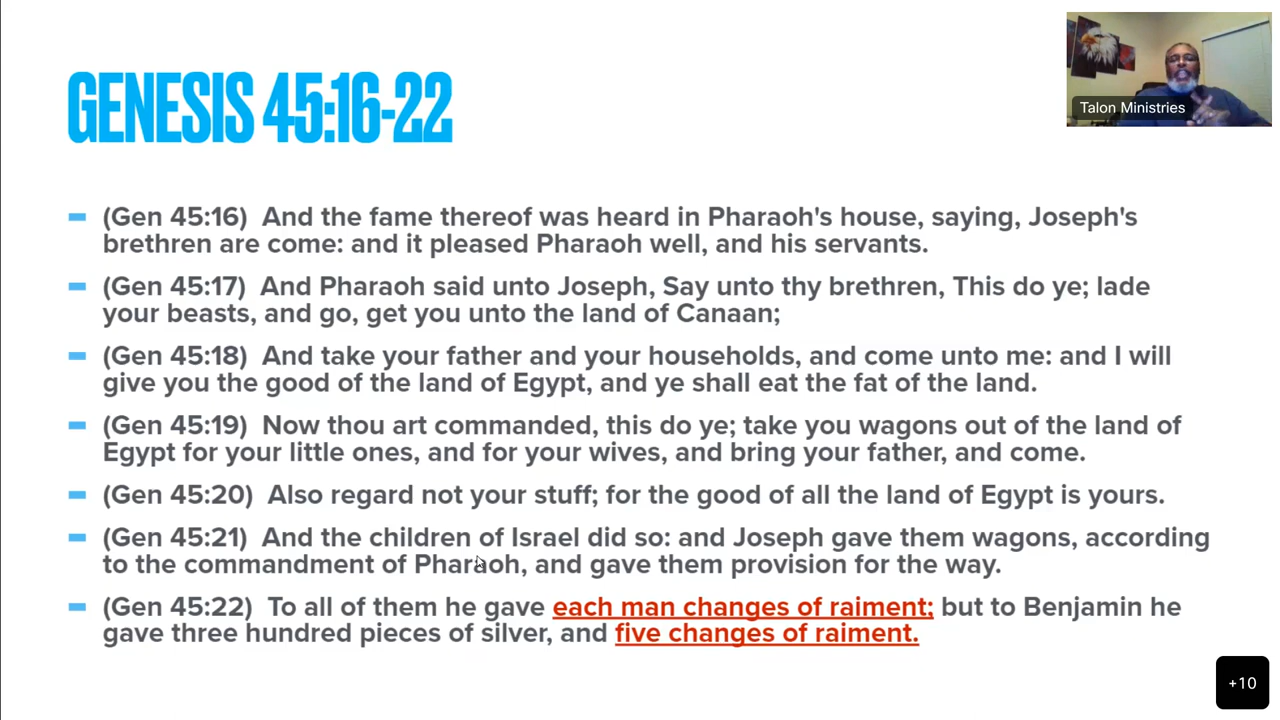 GENESIS 45:16-22
Talon Ministries
(Gen 45:16)  And the fame thereof was heard in Pharaoh's house, saying, Joseph's
brethren are come: and it pleased Pharaoh well, and his servants.
(Gen 45:17)  And Pharaoh said unto Joseph, Say unto thy brethren, This do ye; lade
your beasts, and go, get you unto the land of Canaan;
(Gen 45:18)  And take your father and your households, and come unto me: and I will
give you the good of the land of Egypt, and ye shall eat the fat of the land.
(Gen 45:19)  Now thou art commanded, this do ye; take you wagons out of the land of
Egypt for your little ones, and for your wives, and bring your father, and come.
(Gen 45:20)  Also regard not your stuff; for the good of all the land of Egypt is yours.
(Gen 45:21)  And the children of Israel did so: and Joseph gave them wagons, according
to the commandment of Pharaoh, and gave them provision for the way.
(Gen 45:22)  To all of them he gave each man changes of raiment; but to Benjamin he
gave three hundred pieces of silver, and five changes of raiment.
+10